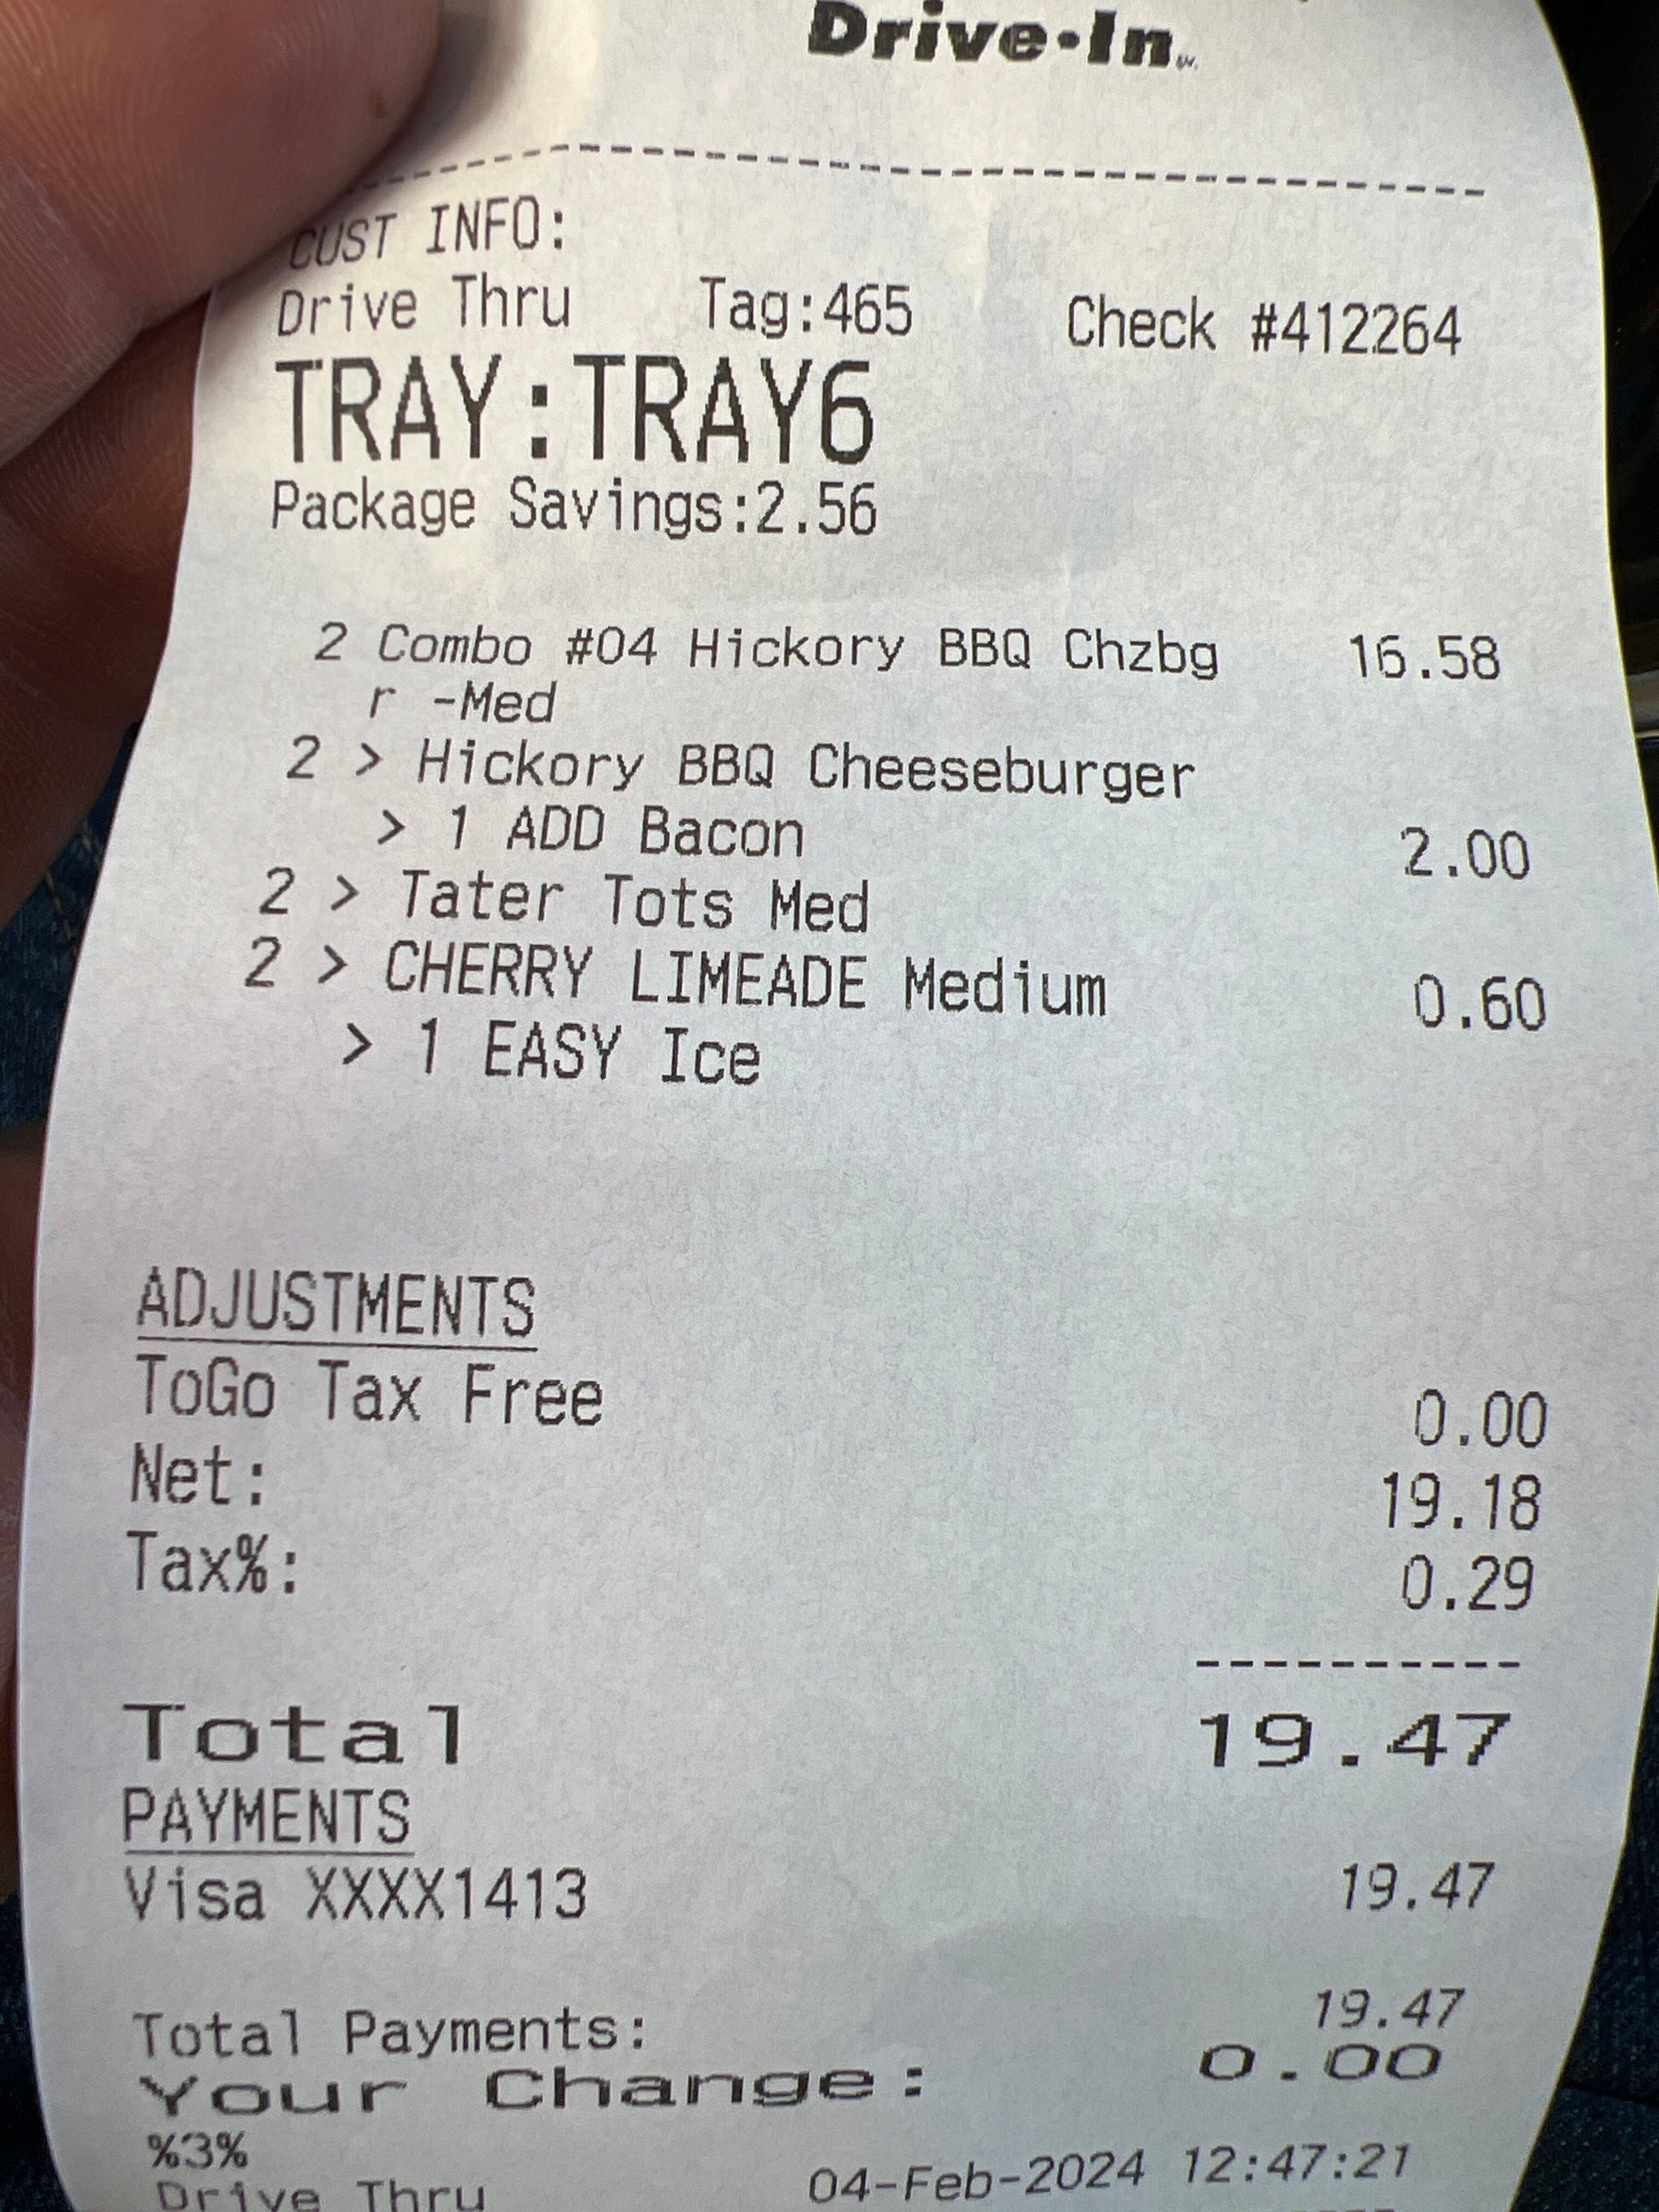 Drive-In
CUST INFO:
Drive Thru Tag:465 Check #412264
TRAY:TRAY6
Package Savings:2.56
2 Combo #04 Hickory BBQ Chzbg 16.58
r -Med
2 > Hickory BBQ Cheeseburger
> 1 ADD Bacon 2.00
2 > Tater Tots Med
2 > CHERRY LIMEADE Medium 0.60
> 1 EASY Ice
ADJUSTMENTS
ToGo Tax Free 0.00
Net: 19.18
Tax%: 0.29
Total 19.47
PAYMENTS
Visa XXXX1413 19.47
Total Payments: 19.47
Your Change: 0.00
%3%
Drive Thru 04-Feb-2024 12:47:21